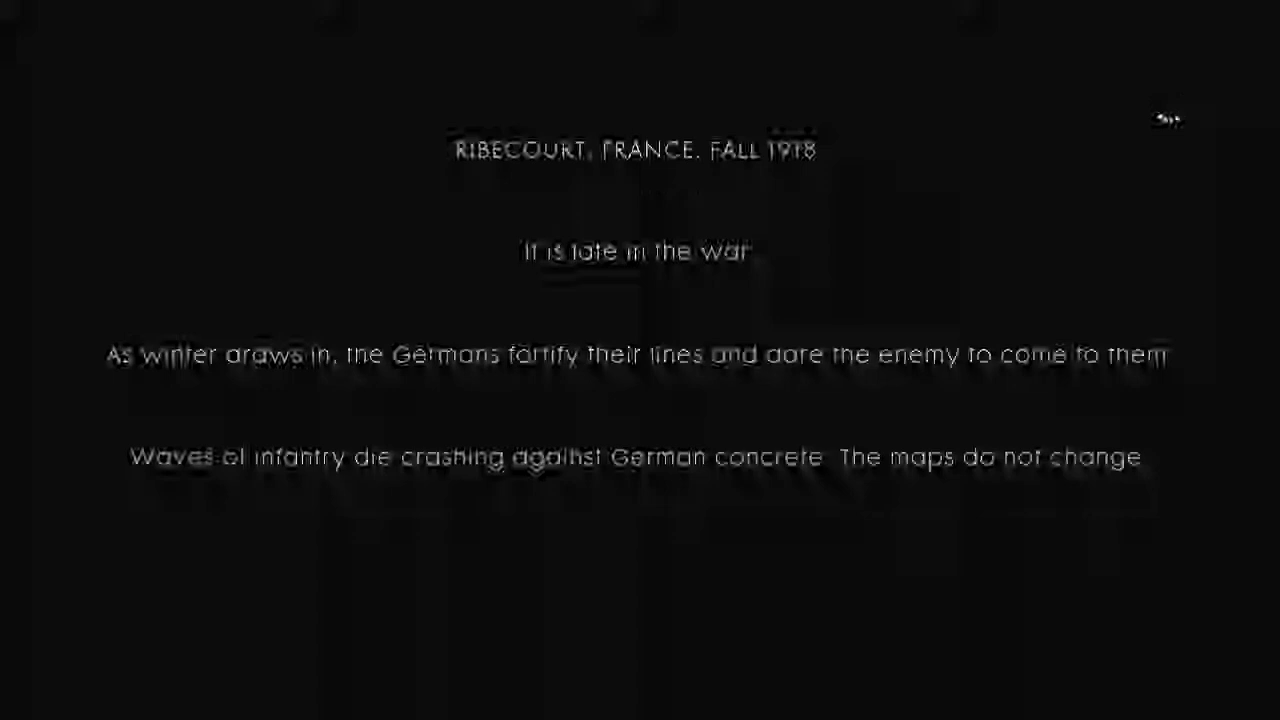 RIBECOURT, FRANCE. FALL 1918
It is late in the war
As winter draws in, the Germans fortify their lines and dare the enemy to come to them
Waves of infantry die crashing against German concrete. The maps do not change